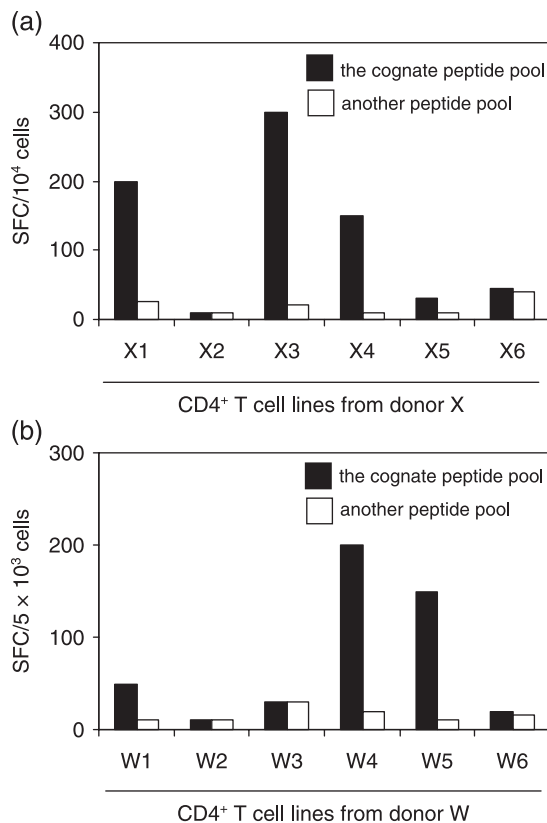 (a)
400
300
200
100
0
SFC/10⁴ cells
the cognate peptide pool
another peptide pool
X1 X2 X3 X4 X5 X6
CD4⁺ T cell lines from donor X
(b)
300
200
100
0
SFC/5 × 10³ cells
the cognate peptide pool
another peptide pool
W1 W2 W3 W4 W5 W6
CD4⁺ T cell lines from donor W